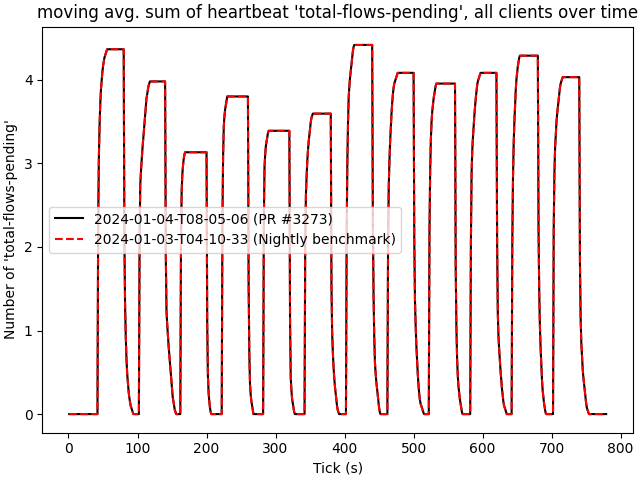 moving avg. sum of heartbeat 'total-flows-pending', all clients over time
Number of 'total-flows-pending'
4
3
2
1
0
2024-01-04-T08-05-06 (PR #3273)
2024-01-03-T04-10-33 (Nightly benchmark)
0 100 200 300 400 500 600 700 800
Tick (s)